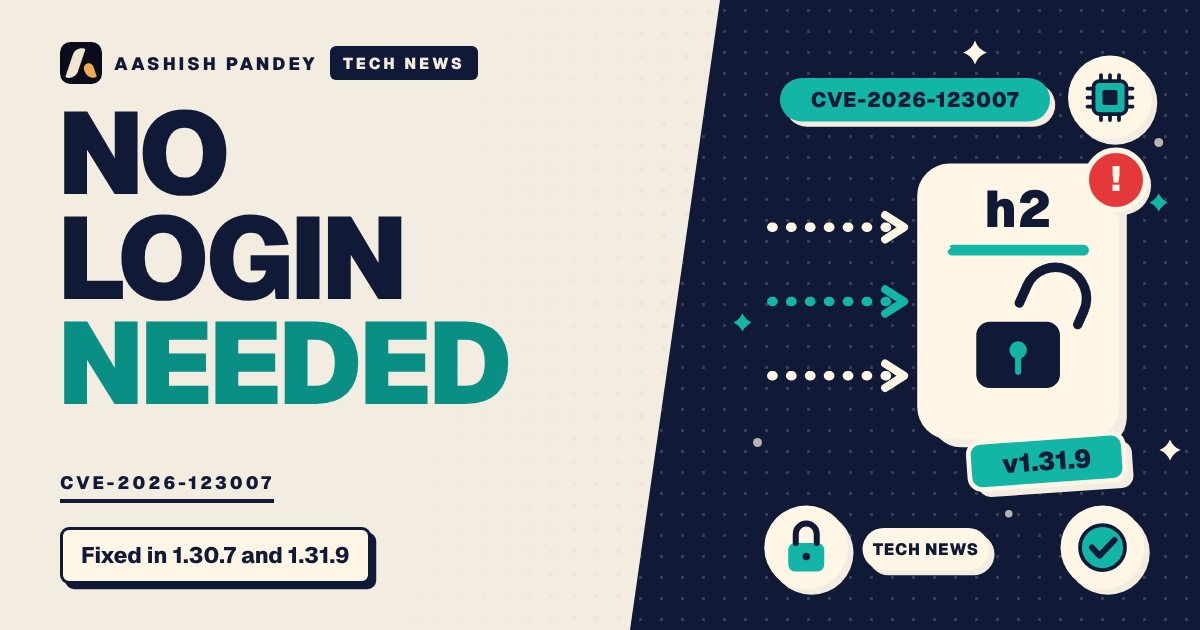 AASHISH PANDEY
TECH NEWS
NO
LOGIN
NEEDED
CVE-2026-123007
Fixed in 1.30.7 and 1.31.9
CVE-2026-123007
!
h2
v1.31.9
TECH NEWS